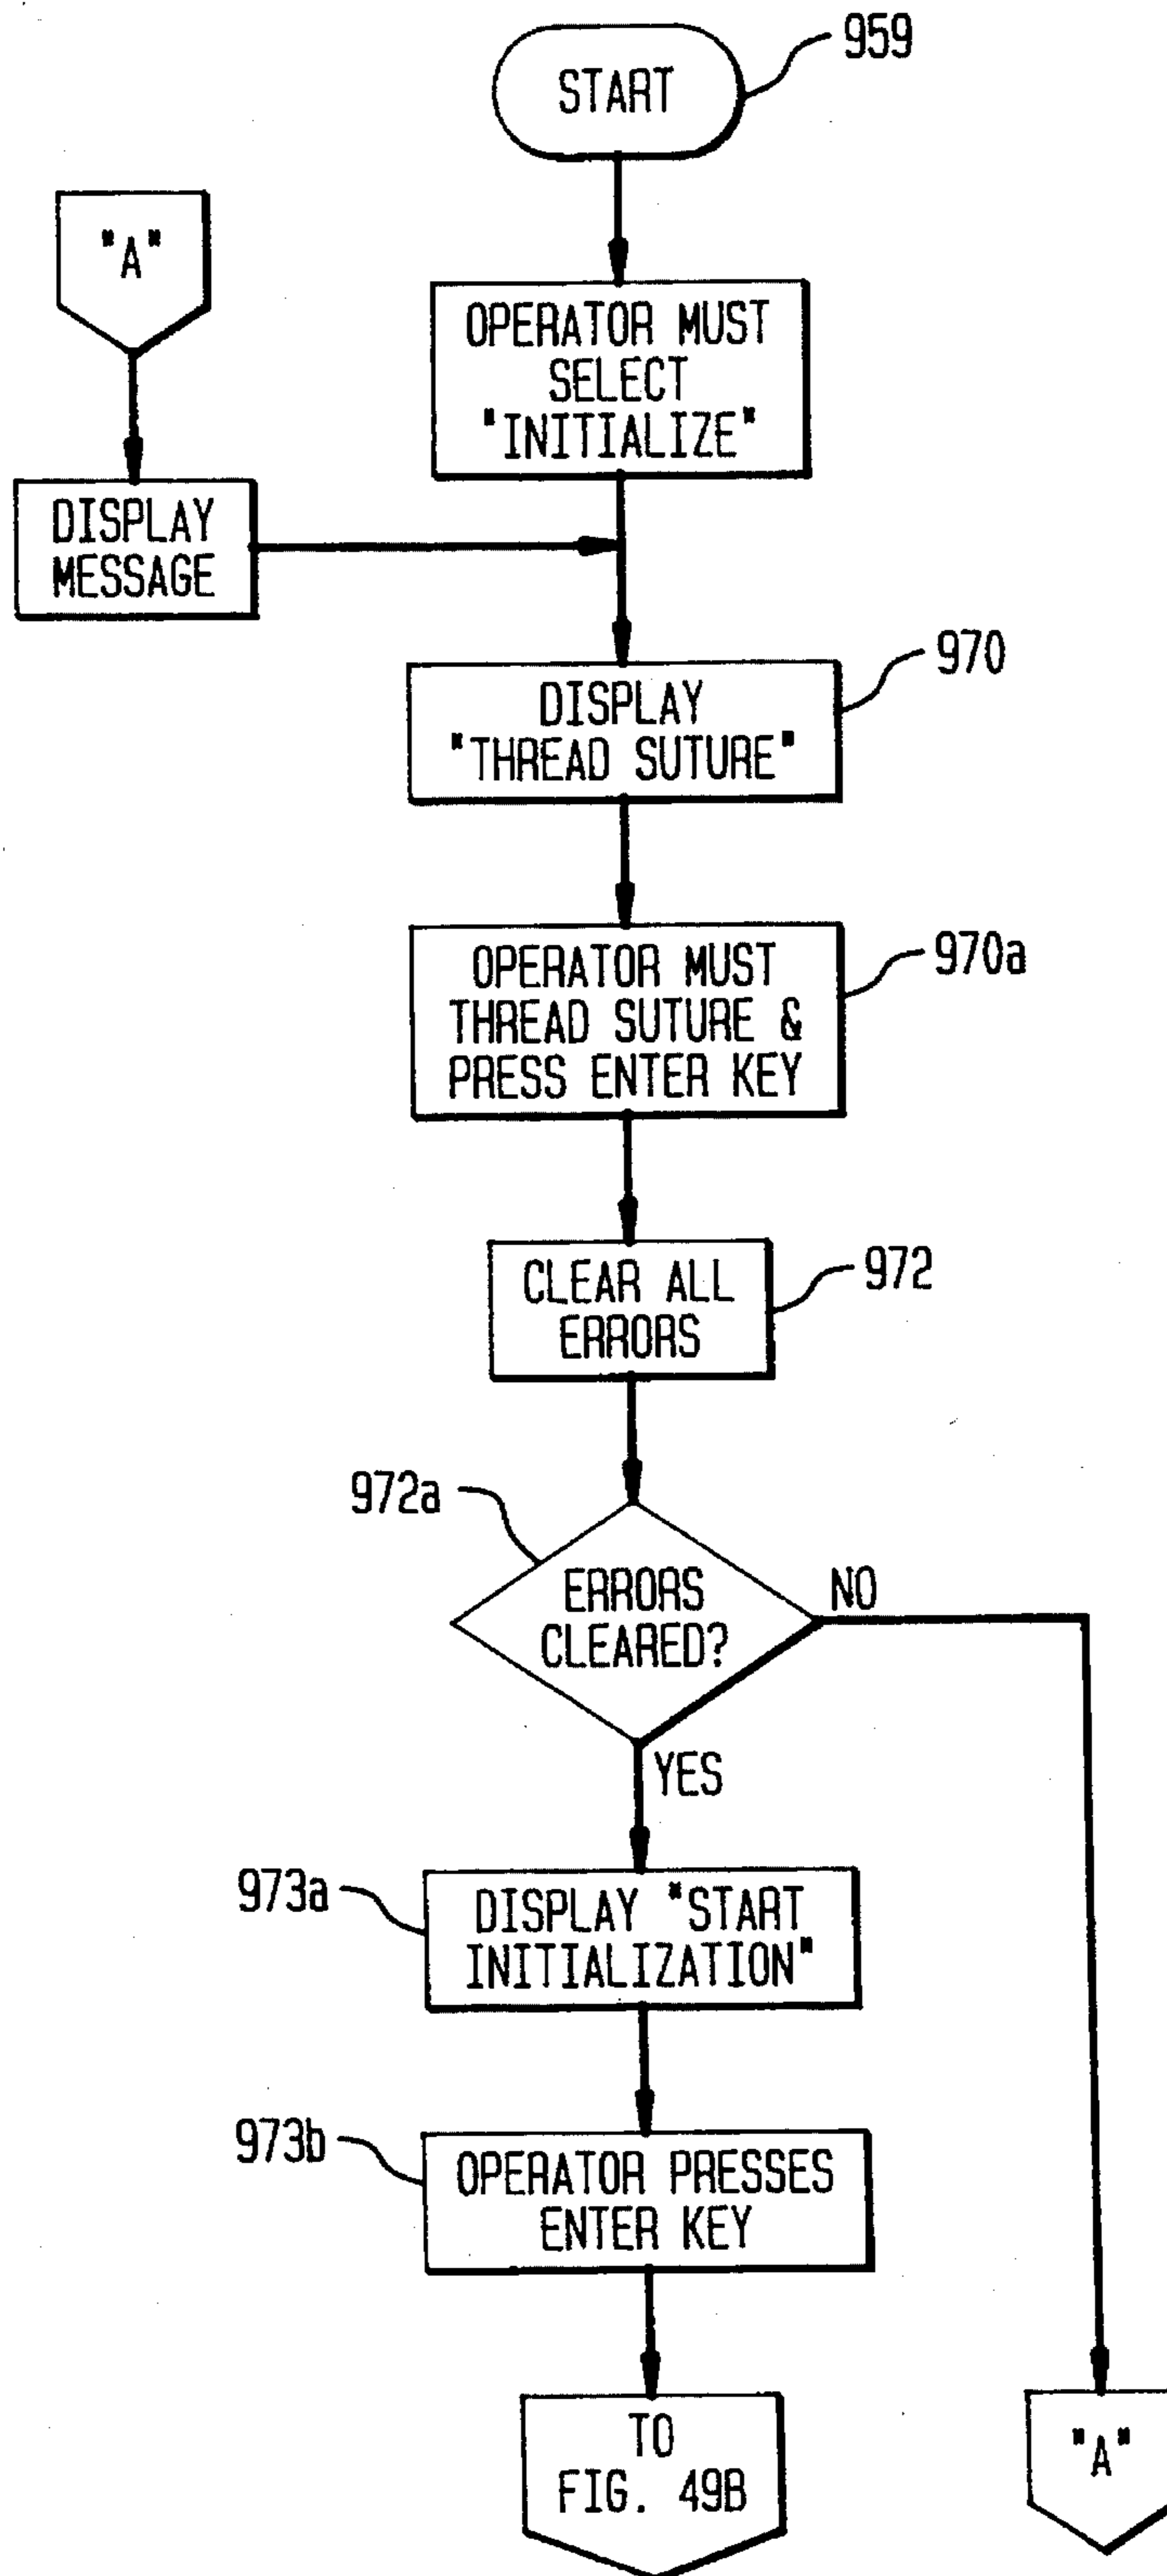 959
START
"A"
OPERATOR MUST
SELECT
"INITIALIZE"
DISPLAY
MESSAGE
970
DISPLAY
"THREAD SUTURE"
970a
OPERATOR MUST
THREAD SUTURE &
PRESS ENTER KEY
972
CLEAR ALL
ERRORS
972a
ERRORS
CLEARED?
NO
YES
973a
DISPLAY "START
INITIALIZATION"
973b
OPERATOR PRESSES
ENTER KEY
TO
FIG. 49B
"A"